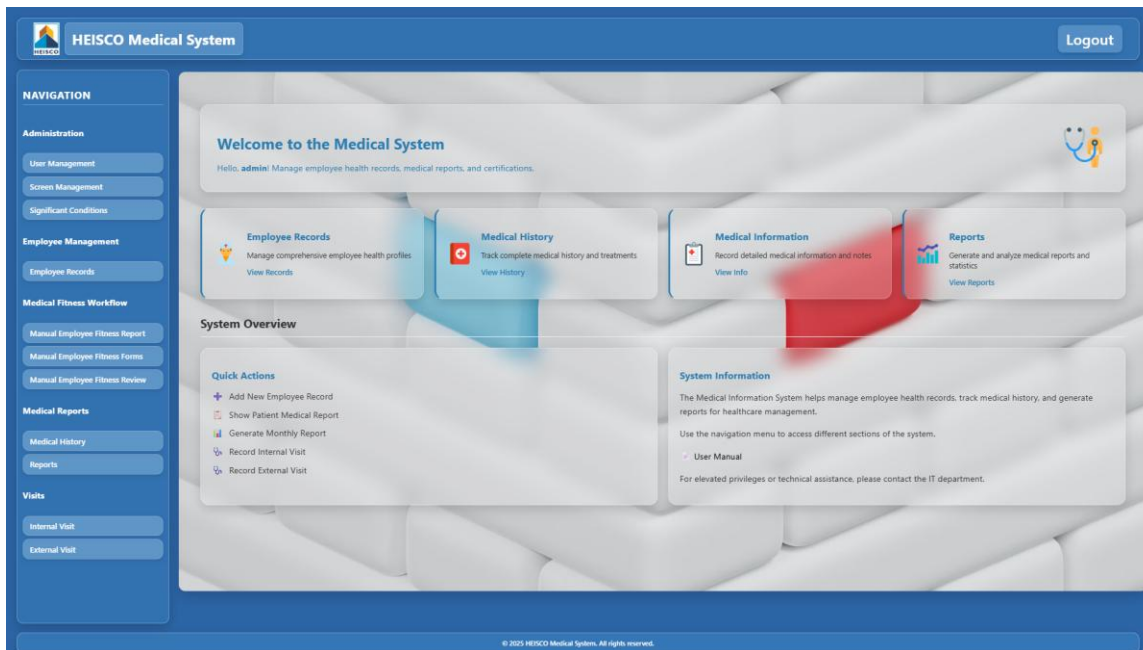 HEISCO
HEISCO Medical System
Logout
NAVIGATION
Administration
User Management
Screen Management
Significant Conditions
Employee Management
Employee Records
Medical Fitness Workflow
Manual Employee Fitness Report
Manual Employee Fitness Forms
Manual Employee Fitness Review
Medical Reports
Medical History
Reports
Visits
Internal Visit
External Visit
Welcome to the Medical System
Hello, admin! Manage employee health records, medical reports, and certifications.
Employee Records
Manage comprehensive employee health profiles
View Records
Medical History
Track complete medical history and treatments
View History
Medical Information
Record detailed medical information and notes
View Info
Reports
Generate and analyze medical reports and
statistics
View Reports
System Overview
Quick Actions
Add New Employee Record
Show Patient Medical Report
Generate Monthly Report
Record Internal Visit
Record External Visit
System Information
The Medical Information System helps manage employee health records, track medical history, and generate
reports for healthcare management.
Use the navigation menu to access different sections of the system.
User Manual
For elevated privileges or technical assistance, please contact the IT department.
© 2025 HEISCO Medical System. All rights reserved.